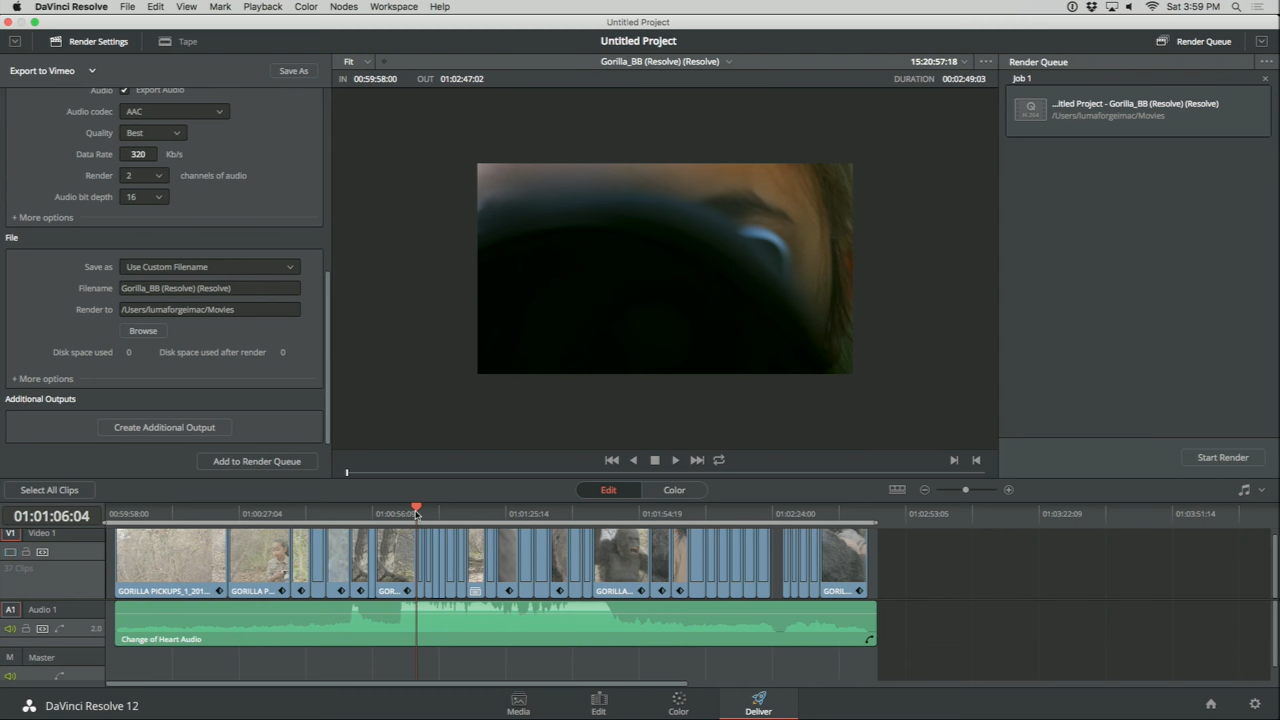 DaVinci Resolve File Edit View Mark Playback Color Nodes Workspace Help Sat 3:59 PM
Untitled Project
Render Settings Tape Untitled Project Render Queue
Export to Vimeo Save As Fit Gorilla_BB (Resolve) (Resolve) 15:20:57:18 Render Queue
IN 00:59:58:00 OUT 01:02:47:02 DURATION 00:02:49:03 Job 1
Audio Export Audio
Audio codec AAC
Quality Best
Data Rate 320 Kb/s
Render 2 channels of audio
Audio bit depth 16
+ More options
...itled Project - Gorilla_BB (Resolve) (Resolve)
/Users/lumaforgeimac/Movies
Q
H.264
File
Save as Use Custom Filename
Filename Gorilla_BB (Resolve) (Resolve)
Render to /Users/lumaforgeimac/Movies
Browse
Disk space used 0 Disk space used after render 0
+ More options
Additional Outputs
Create Additional Output
Add to Render Queue Start Render
Select All Clips Edit Color
01:01:06:04 00:59:58:00 00:00:27:04 00:00:56:09 01:01:25:14 01:01:54:19 01:02:24:00 01:02:53:05 01:03:22:09 01:03:51:14
V1 Video 1
37 Clips
GORILLA PICKUPS_1_201... GORILLA P... GOR... GORILLA... GORIL...
A1 Audio 1
2.0
Change of Heart Audio
M Master
DaVinci Resolve 12 Media Edit Color Deliver